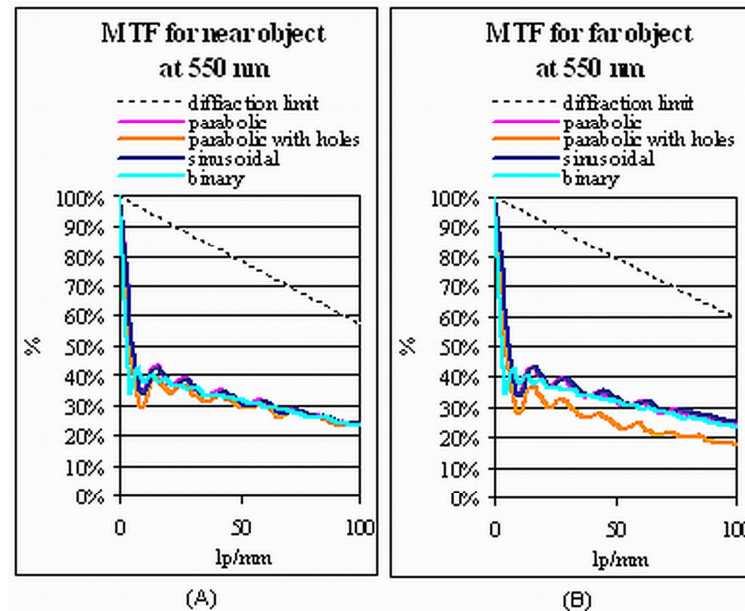 MTF for near object
at 550 nm
diffraction limit
parabolic
parabolic with holes
sinusoidal
binary
100%
90%
80%
70%
60%
50%
40%
30%
20%
10%
0%
%
0 50 100
lp/mm
(A)
MTF for far object
at 550 nm
diffraction limit
parabolic
parabolic with holes
sinusoidal
binary
100%
90%
80%
70%
60%
50%
40%
30%
20%
10%
0%
%
0 50 100
lp/mm
(B)